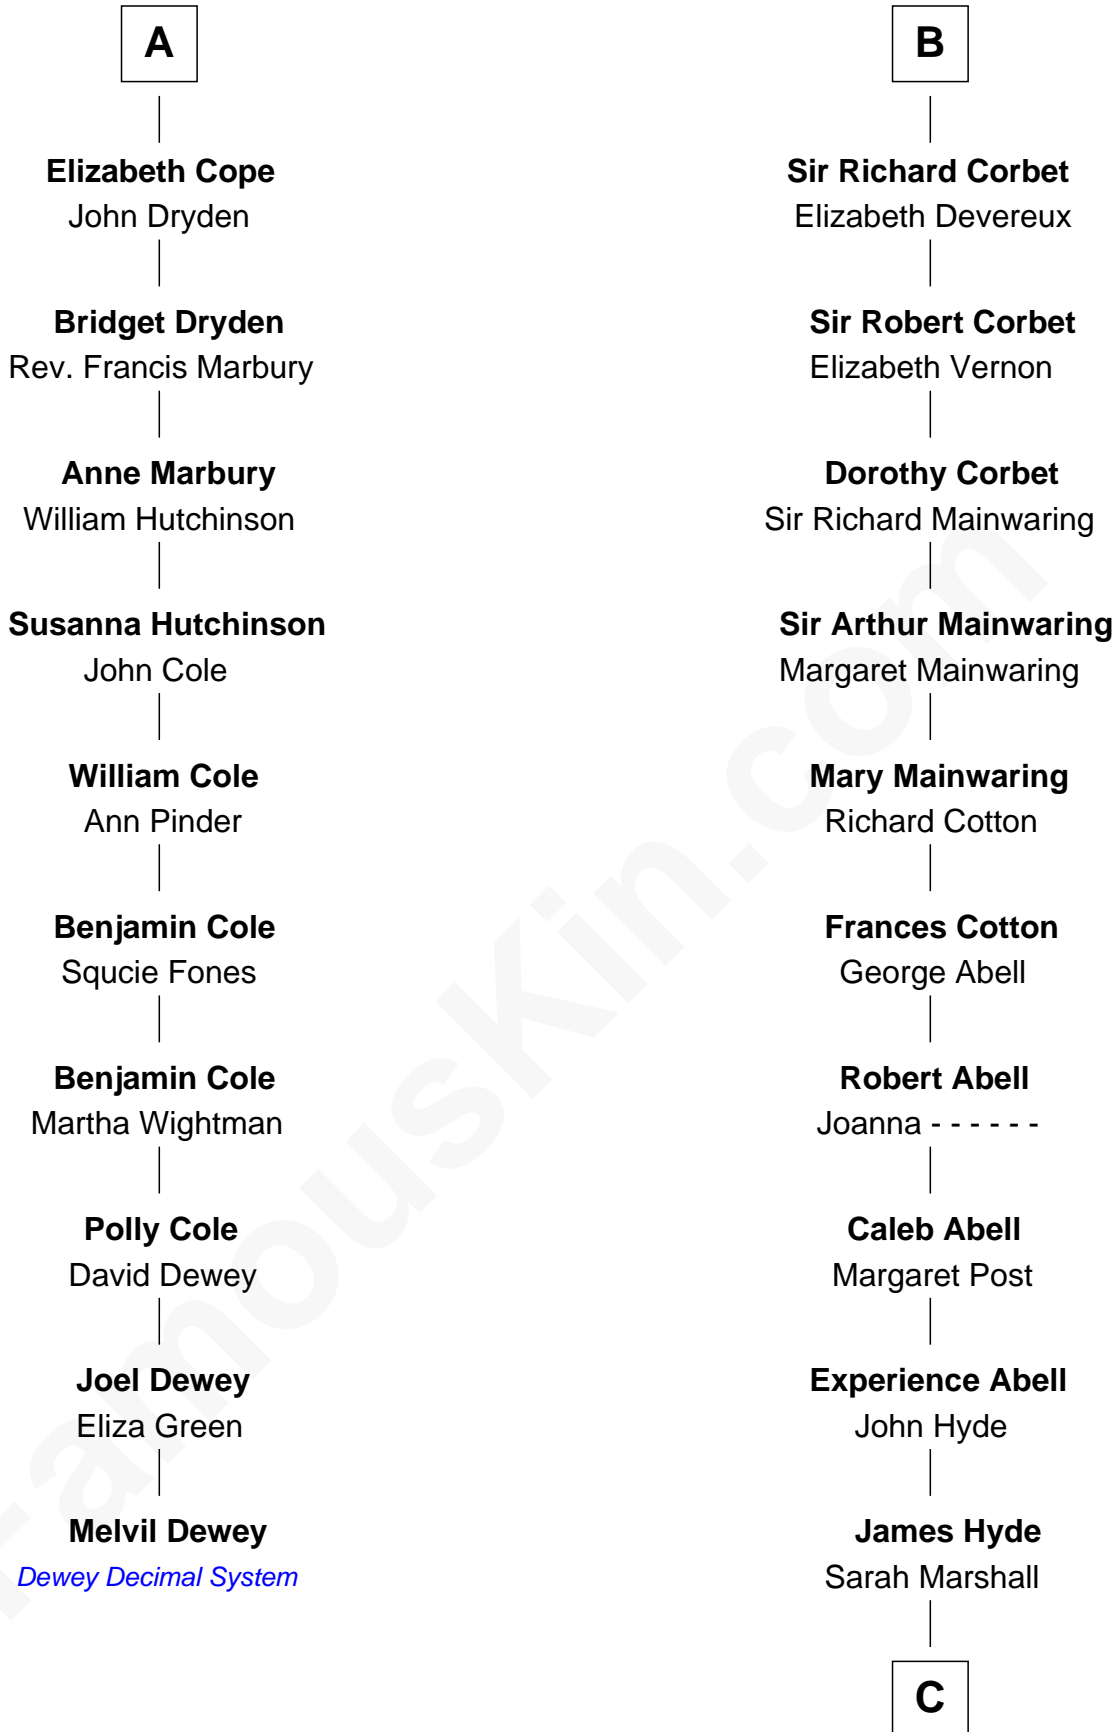 A
Elizabeth Cope
John Dryden
Bridget Dryden
Rev. Francis Marbury
Anne Marbury
William Hutchinson
Susanna Hutchinson
John Cole
William Cole
Ann Pinder
Benjamin Cole
Squcie Fones
Benjamin Cole
Martha Wightman
Polly Cole
David Dewey
Joel Dewey
Eliza Green
Melvil Dewey
Dewey Decimal System
B
Sir Richard Corbet
Elizabeth Devereux
Sir Robert Corbet
Elizabeth Vernon
Dorothy Corbet
Sir Richard Mainwaring
Sir Arthur Mainwaring
Margaret Mainwaring
Mary Mainwaring
Richard Cotton
Frances Cotton
George Abell
Robert Abell
Joanna - - - - - -
Caleb Abell
Margaret Post
Experience Abell
John Hyde
James Hyde
Sarah Marshall
C
FamousKin.com